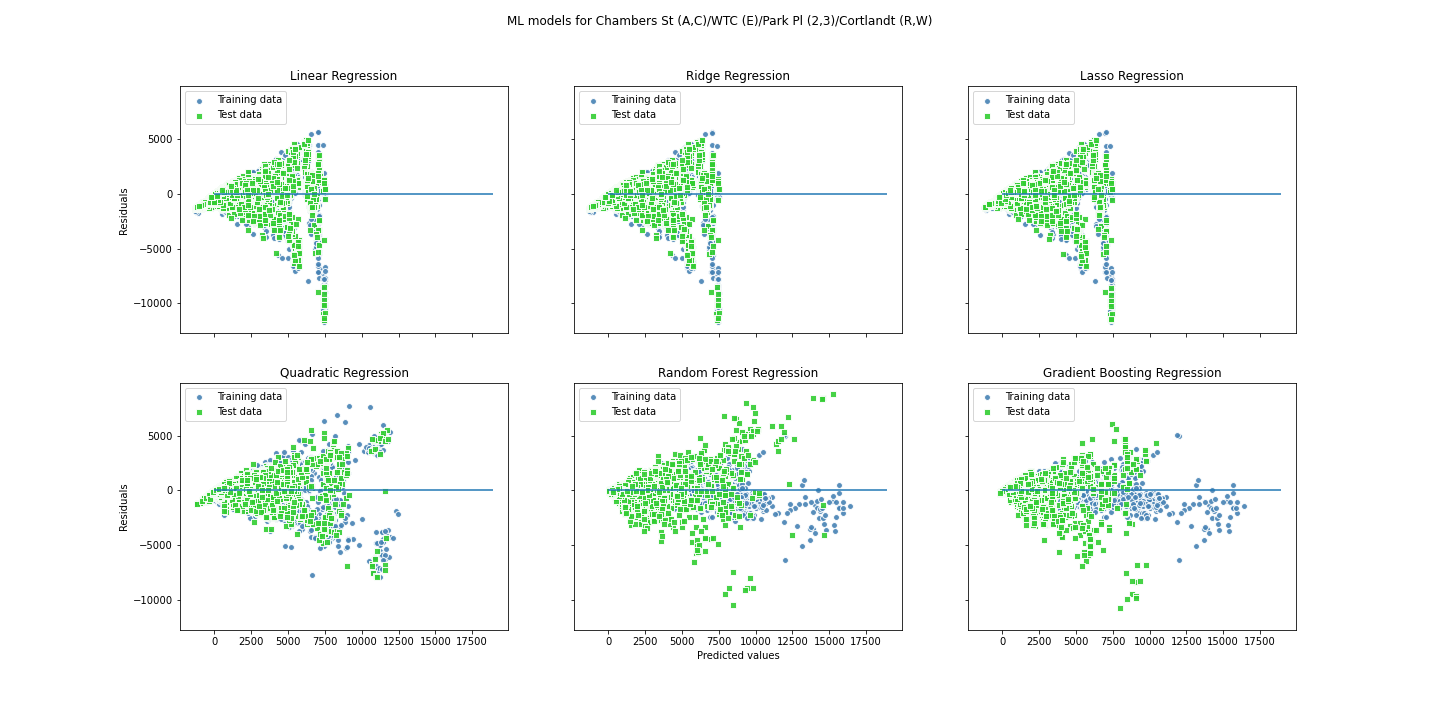 ML models for Chambers St (A,C)/WTC (E)/Park Pl (2,3)/Cortlandt (R,W)
Linear Regression
Training data
Test data
5000
0
−5000
−10000
Residuals
Ridge Regression
Training data
Test data
Lasso Regression
Training data
Test data
Quadratic Regression
Training data
Test data
5000
0
−5000
−10000
Residuals
0 2500 5000 7500 10000 12500 15000 17500
Random Forest Regression
Training data
Test data
0 2500 5000 7500 10000 12500 15000 17500
Predicted values
Gradient Boosting Regression
Training data
Test data
0 2500 5000 7500 10000 12500 15000 17500